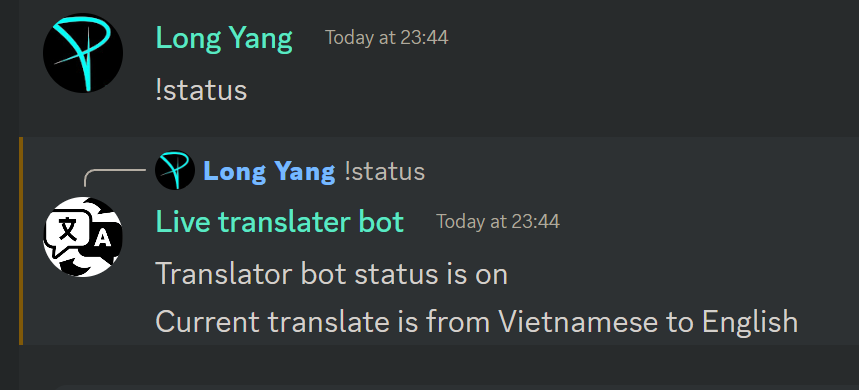 Long Yang Today at 23:44
!status
Long Yang !status
Live translater bot Today at 23:44
文 A
Translator bot status is on
Current translate is from Vietnamese to English